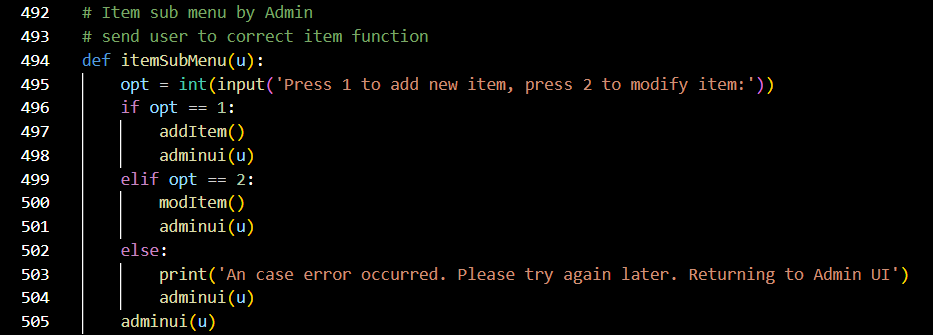 492 # Item sub menu by Admin
493 # send user to correct item function
494 def itemSubMenu(u):
495 opt = int(input('Press 1 to add new item, press 2 to modify item:'))
496 if opt == 1:
497 addItem()
498 adminui(u)
499 elif opt == 2:
500 modItem()
501 adminui(u)
502 else:
503 print('An case error occurred. Please try again later. Returning to Admin UI')
504 adminui(u)
505 adminui(u)